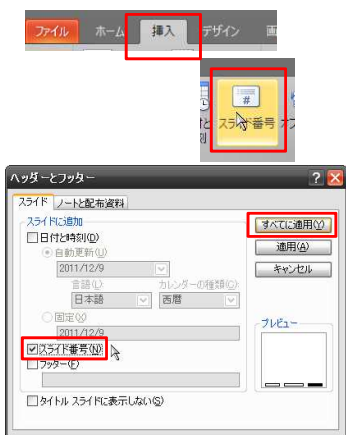 ファイル ホーム 挿入 デザイン 画
付と スライド番号 オブ
刻
ヘッダーとフッター
スライド ノートと配布資料
スライドに追加
日付と時刻(D)
自動更新(U)
2011/12/9
言語(L): カレンダーの種類(C):
日本語 西暦
固定(X)
2011/12/9
スライド番号(N)
フッター(F)
タイトル スライドに表示しない(S)
すべてに適用(Y)
適用(A)
キャンセル
プレビュー